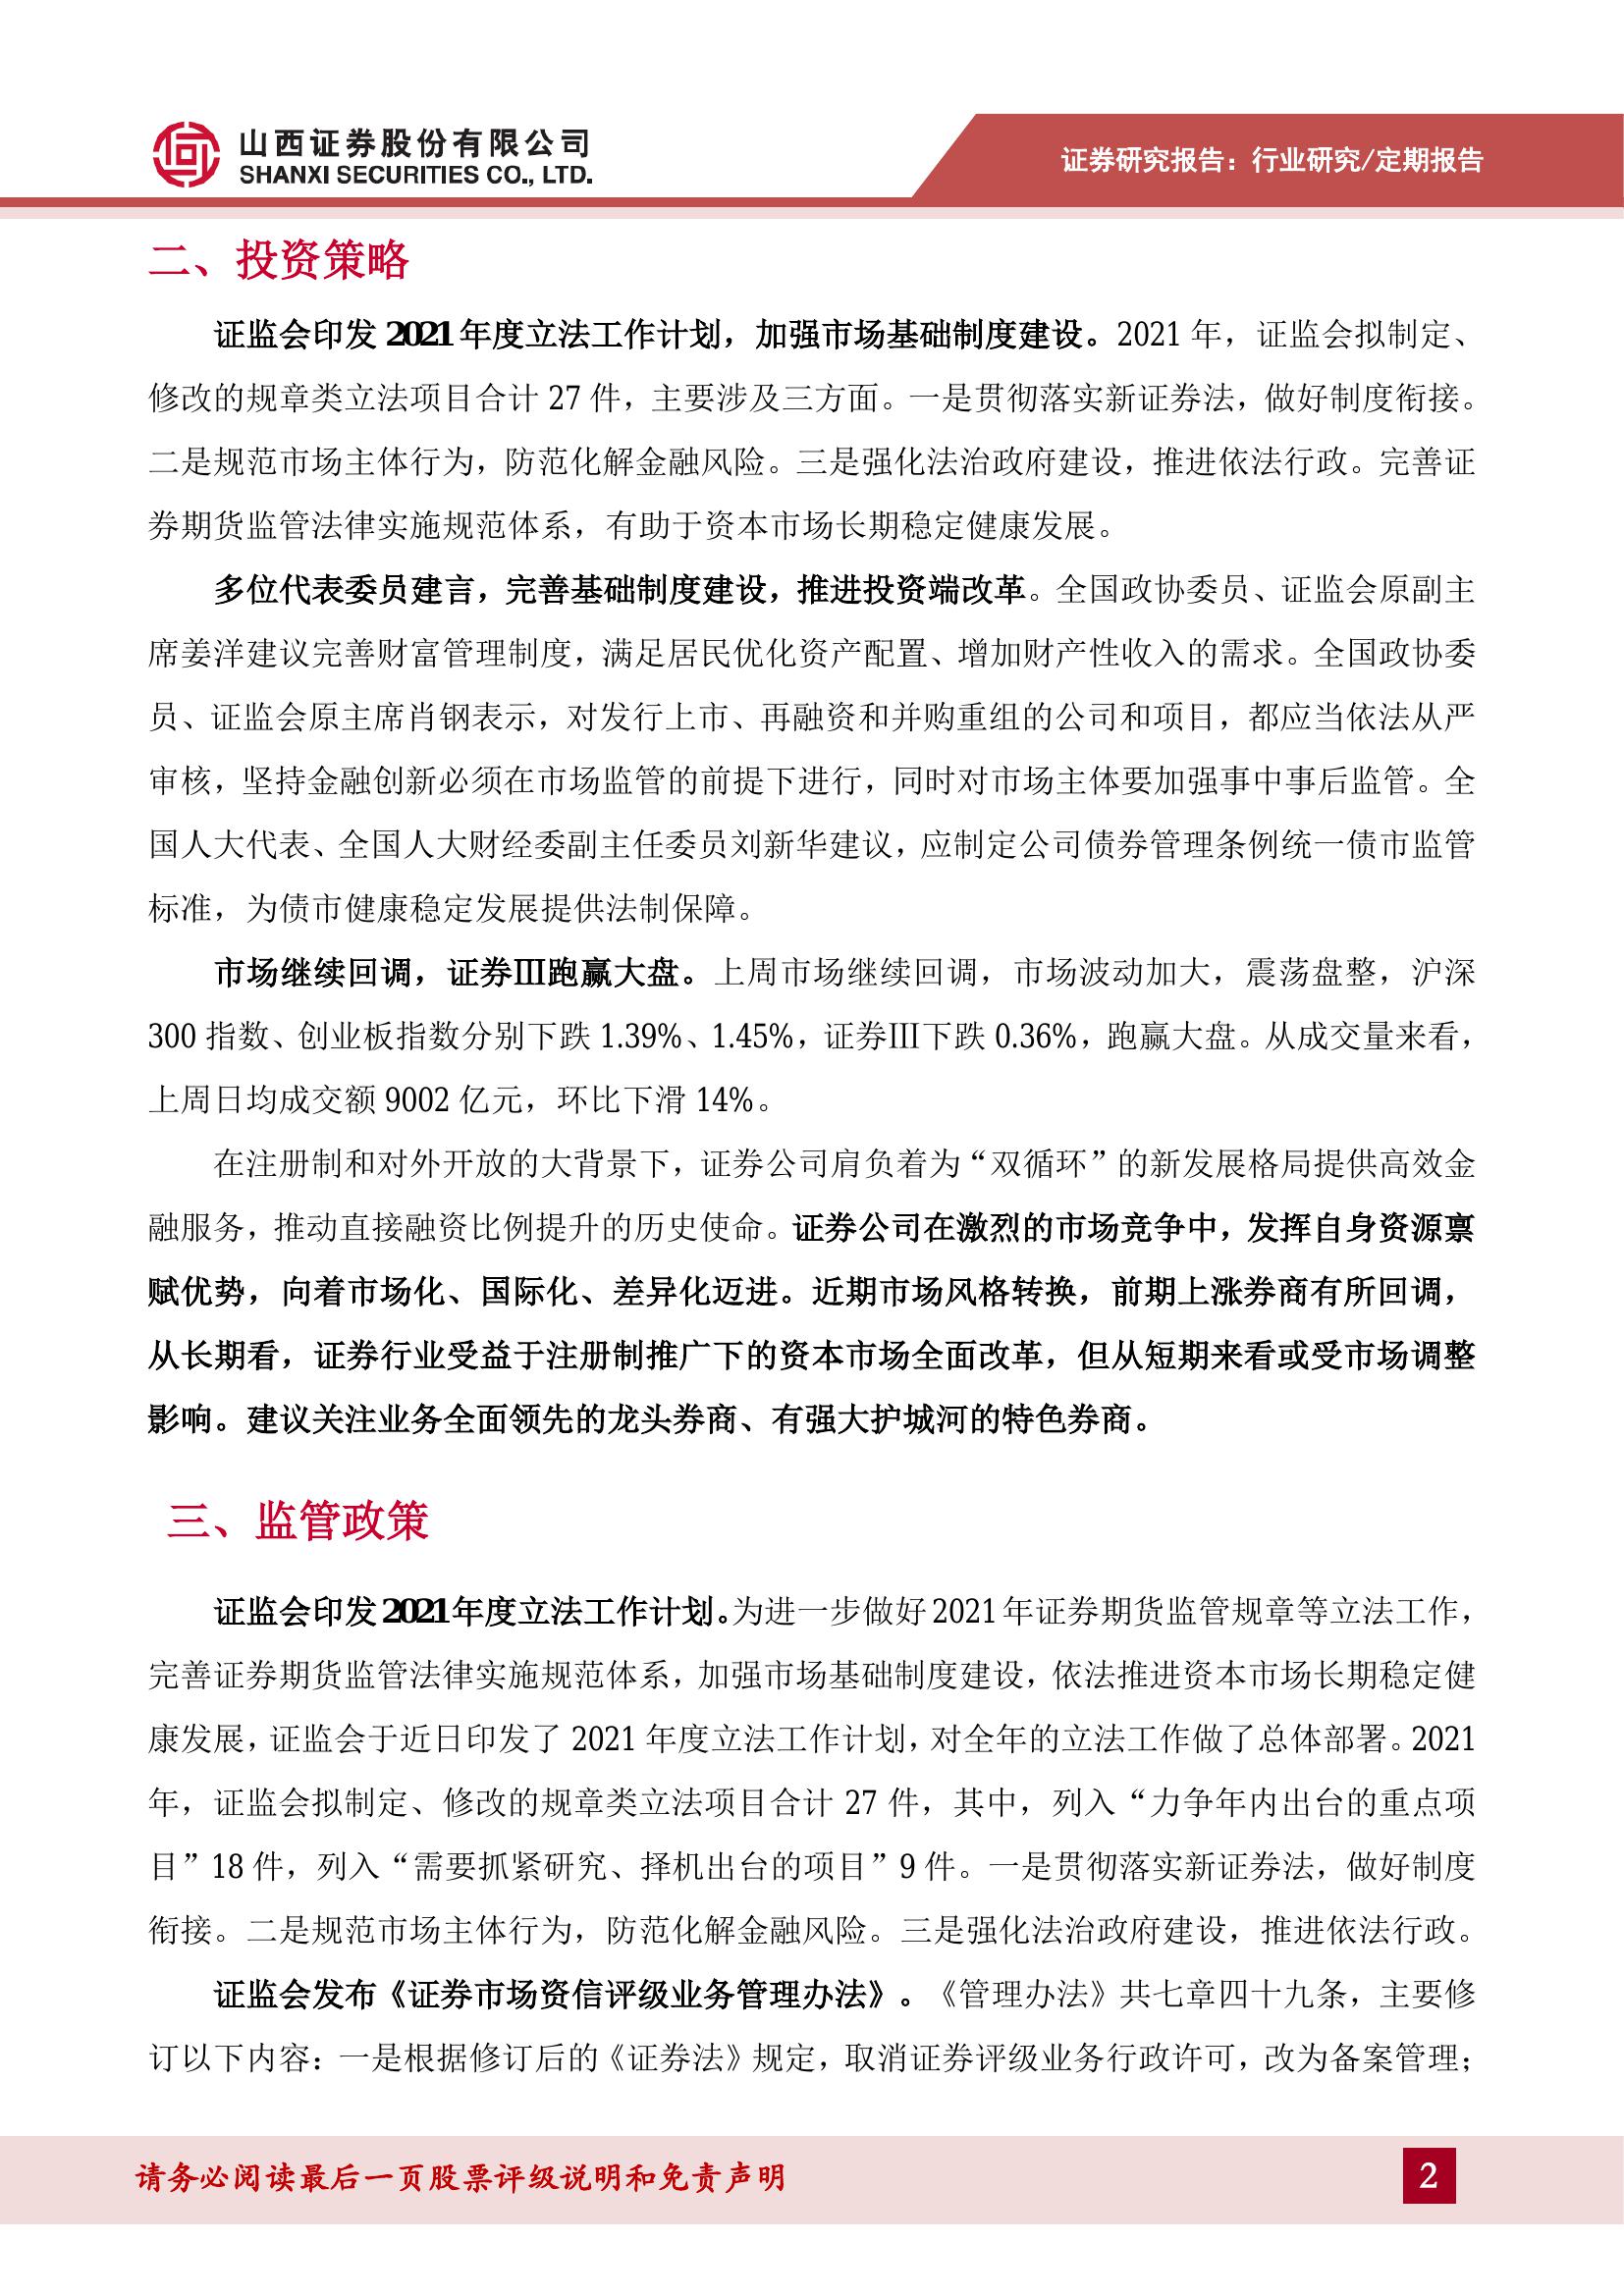 山西证券股份有限公司
SHANXI SECURITIES CO., LTD.
证券研究报告：行业研究/定期报告
二、投资策略
证监会印发 2021 年度立法工作计划，加强市场基础制度建设。2021 年，证监会拟制定、
修改的规章类立法项目合计 27 件，主要涉及三方面。一是贯彻落实新证券法，做好制度衔接。
二是规范市场主体行为，防范化解金融风险。三是强化法治政府建设，推进依法行政。完善证
券期货监管法律实施规范体系，有助于资本市场长期稳定健康发展。
多位代表委员建言，完善基础制度建设，推进投资端改革。全国政协委员、证监会原副主
席姜洋建议完善财富管理制度，满足居民优化资产配置、增加财产性收入的需求。全国政协委
员、证监会原主席肖钢表示，对发行上市、再融资和并购重组的公司和项目，都应当依法从严
审核，坚持金融创新必须在市场监管的前提下进行，同时对市场主体要加强事中事后监管。全
国人大代表、全国人大财经委副主任委员刘新华建议，应制定公司债券管理条例统一债市监管
标准，为债市健康稳定发展提供法制保障。
市场继续回调，证券Ⅲ跑赢大盘。上周市场继续回调，市场波动加大，震荡盘整，沪深
300 指数、创业板指数分别下跌 1.39%、1.45%，证券Ⅲ下跌 0.36%，跑赢大盘。从成交量来看，
上周日均成交额 9002 亿元，环比下滑 14%。
在注册制和对外开放的大背景下，证券公司肩负着为“双循环”的新发展格局提供高效金
融服务，推动直接融资比例提升的历史使命。证券公司在激烈的市场竞争中，发挥自身资源禀
赋优势，向着市场化、国际化、差异化迈进。近期市场风格转换，前期上涨券商有所回调，
从长期看，证券行业受益于注册制推广下的资本市场全面改革，但从短期来看或受市场调整
影响。建议关注业务全面领先的龙头券商、有强大护城河的特色券商。
三、监管政策
证监会印发 2021 年度立法工作计划。为进一步做好 2021 年证券期货监管规章等立法工作，
完善证券期货监管法律实施规范体系，加强市场基础制度建设，依法推进资本市场长期稳定健
康发展，证监会于近日印发了 2021 年度立法工作计划，对全年的立法工作做了总体部署。2021
年，证监会拟制定、修改的规章类立法项目合计 27 件，其中，列入“力争年内出台的重点项
目”18 件，列入“需要抓紧研究、择机出台的项目”9 件。一是贯彻落实新证券法，做好制度
衔接。二是规范市场主体行为，防范化解金融风险。三是强化法治政府建设，推进依法行政。
证监会发布《证券市场资信评级业务管理办法》。《管理办法》共七章四十九条，主要修
订以下内容：一是根据修订后的《证券法》规定，取消证券评级业务行政许可，改为备案管理；
请务必阅读最后一页股票评级说明和免责声明
2